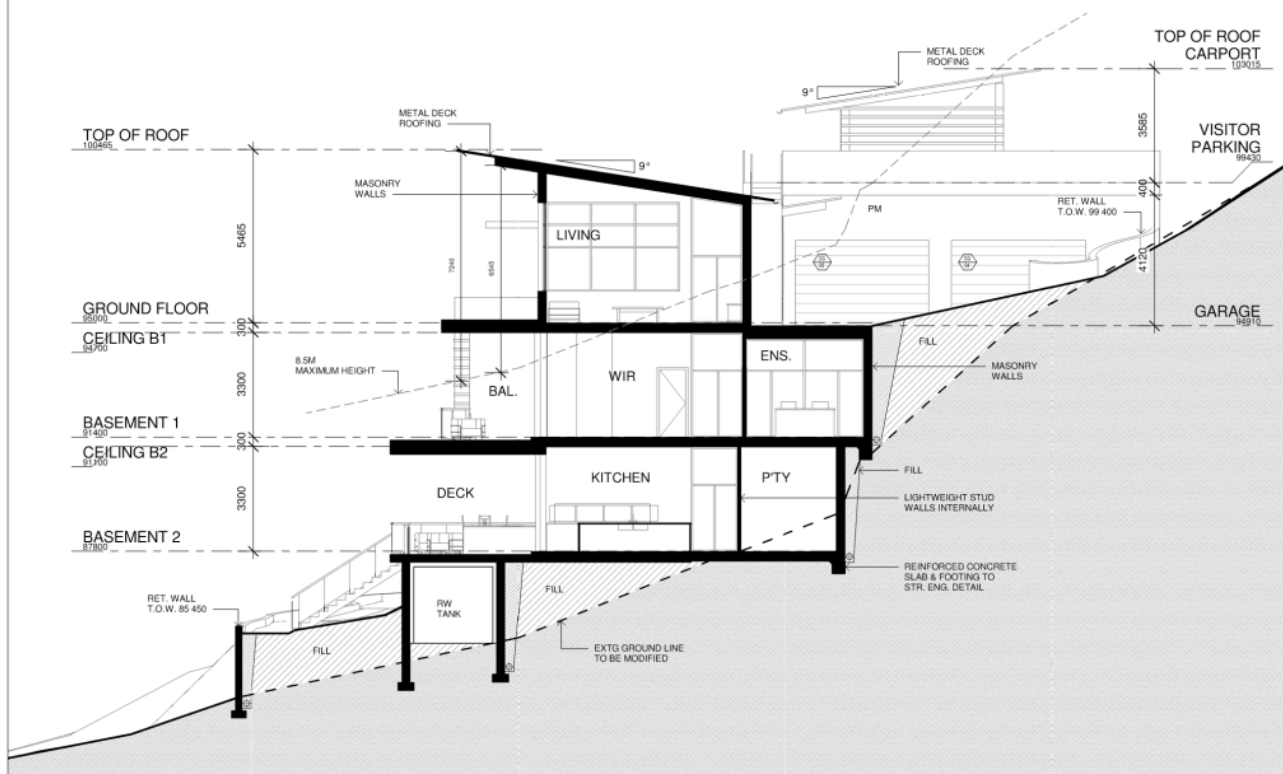 METAL DECK
ROOFING
9°
TOP OF ROOF
CARPORT
103015
3585
VISITOR
PARKING
99430
400
RET. WALL
T.O.W. 99 400
PM
4120
GARAGE
94910
TOP OF ROOF
100465
METAL DECK
ROOFING
9°
MASONRY
WALLS
5465
7240
6545
LIVING
GROUND FLOOR
95000
300
CEILING B1
94700
8.5M
MAXIMUM HEIGHT
3300
BAL.
WIR
ENS.
FILL
MASONRY
WALLS
BASEMENT 1
91400
300
CEILING B2
91100
3300
DECK
KITCHEN
P'TY
FILL
LIGHTWEIGHT STUD
WALLS INTERNALLY
BASEMENT 2
87800
REINFORCED CONCRETE
SLAB & FOOTING TO
STR. ENG. DETAIL
RET. WALL
T.O.W. 85 450
RW
TANK
FILL
FILL
EXTG GROUND LINE
TO BE MODIFIED